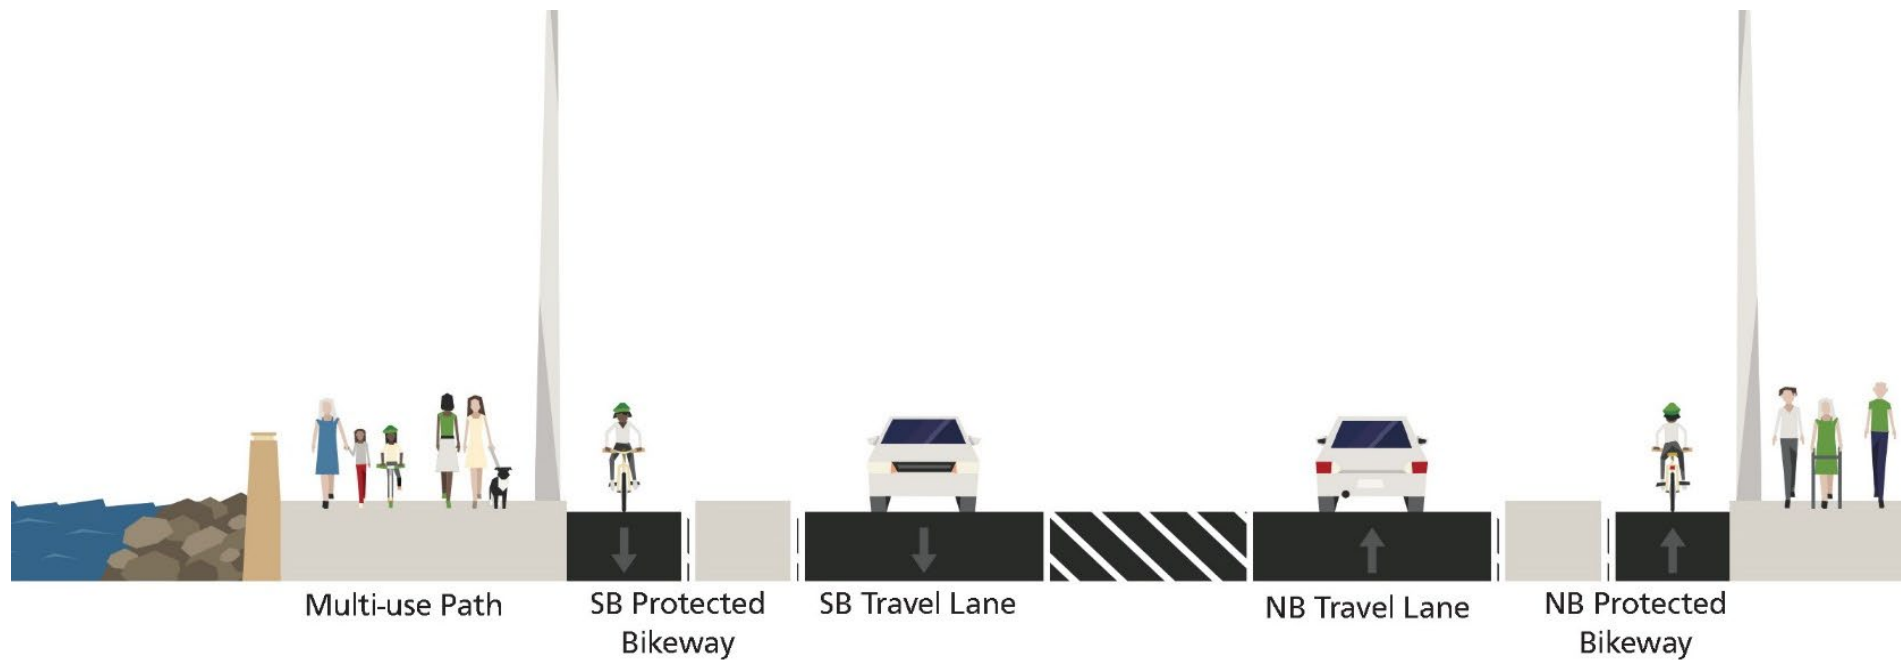 Multi-use Path
SB Protected
Bikeway
SB Travel Lane
NB Travel Lane
NB Protected
Bikeway